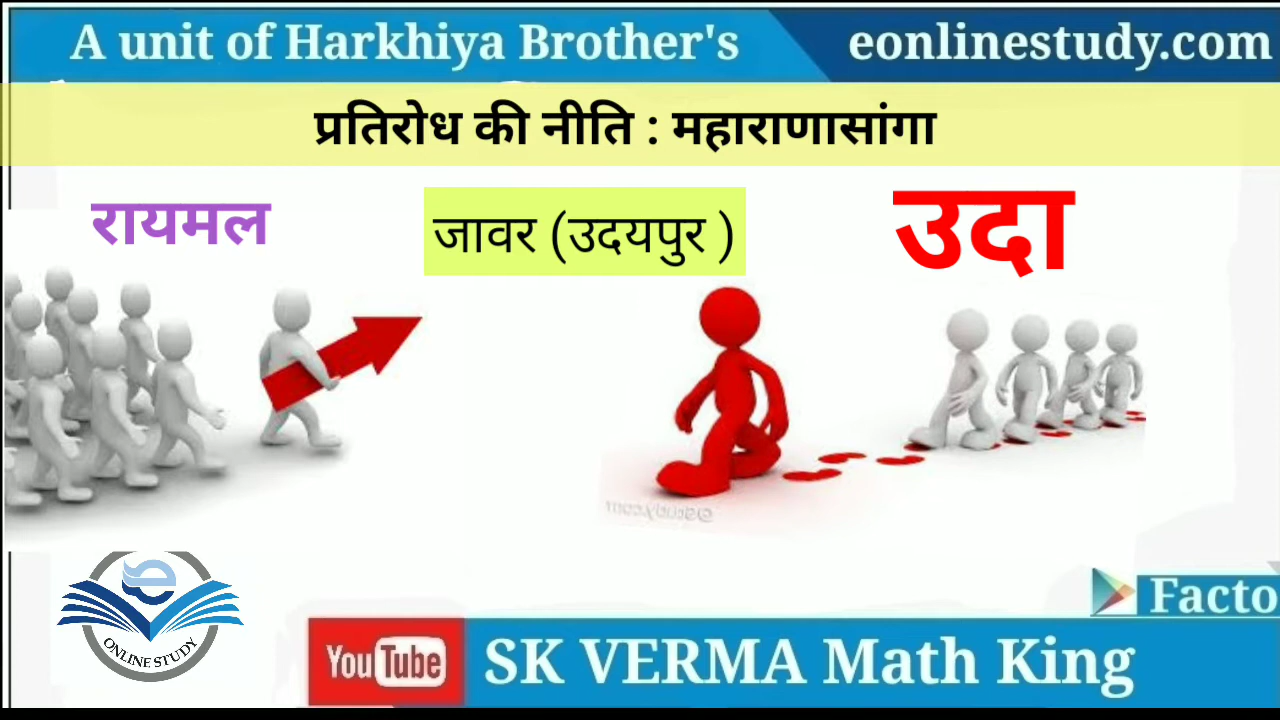 A unit of Harkhiya Brother's
eonlinestudy.com
प्रतिरोध की नीति : महाराणासांगा
रायमल
जावर (उदयपुर )
उदा
ONLINE STUDY
Facto
YouTube
SK VERMA Math King